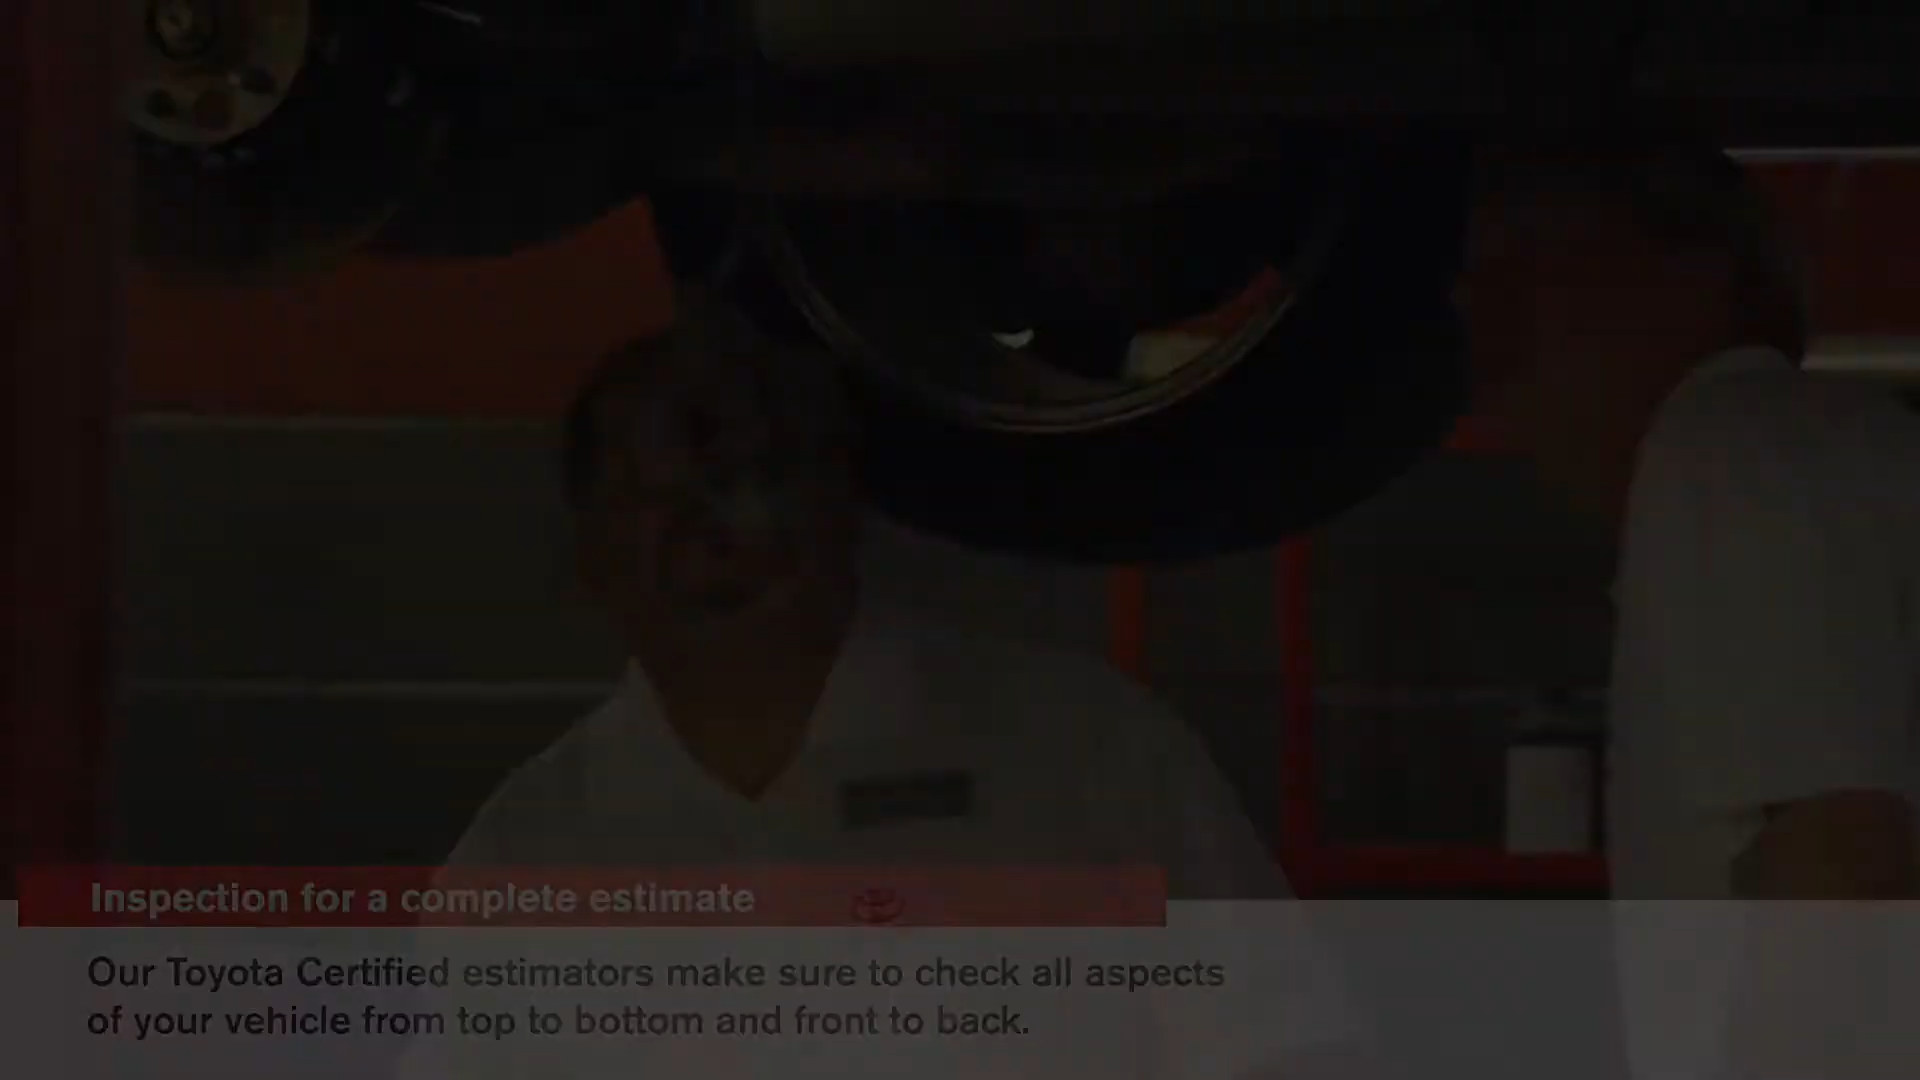 Inspection for a complete estimate
Our Toyota Certified estimators make sure to check all aspects
of your vehicle from top to bottom and front to back.